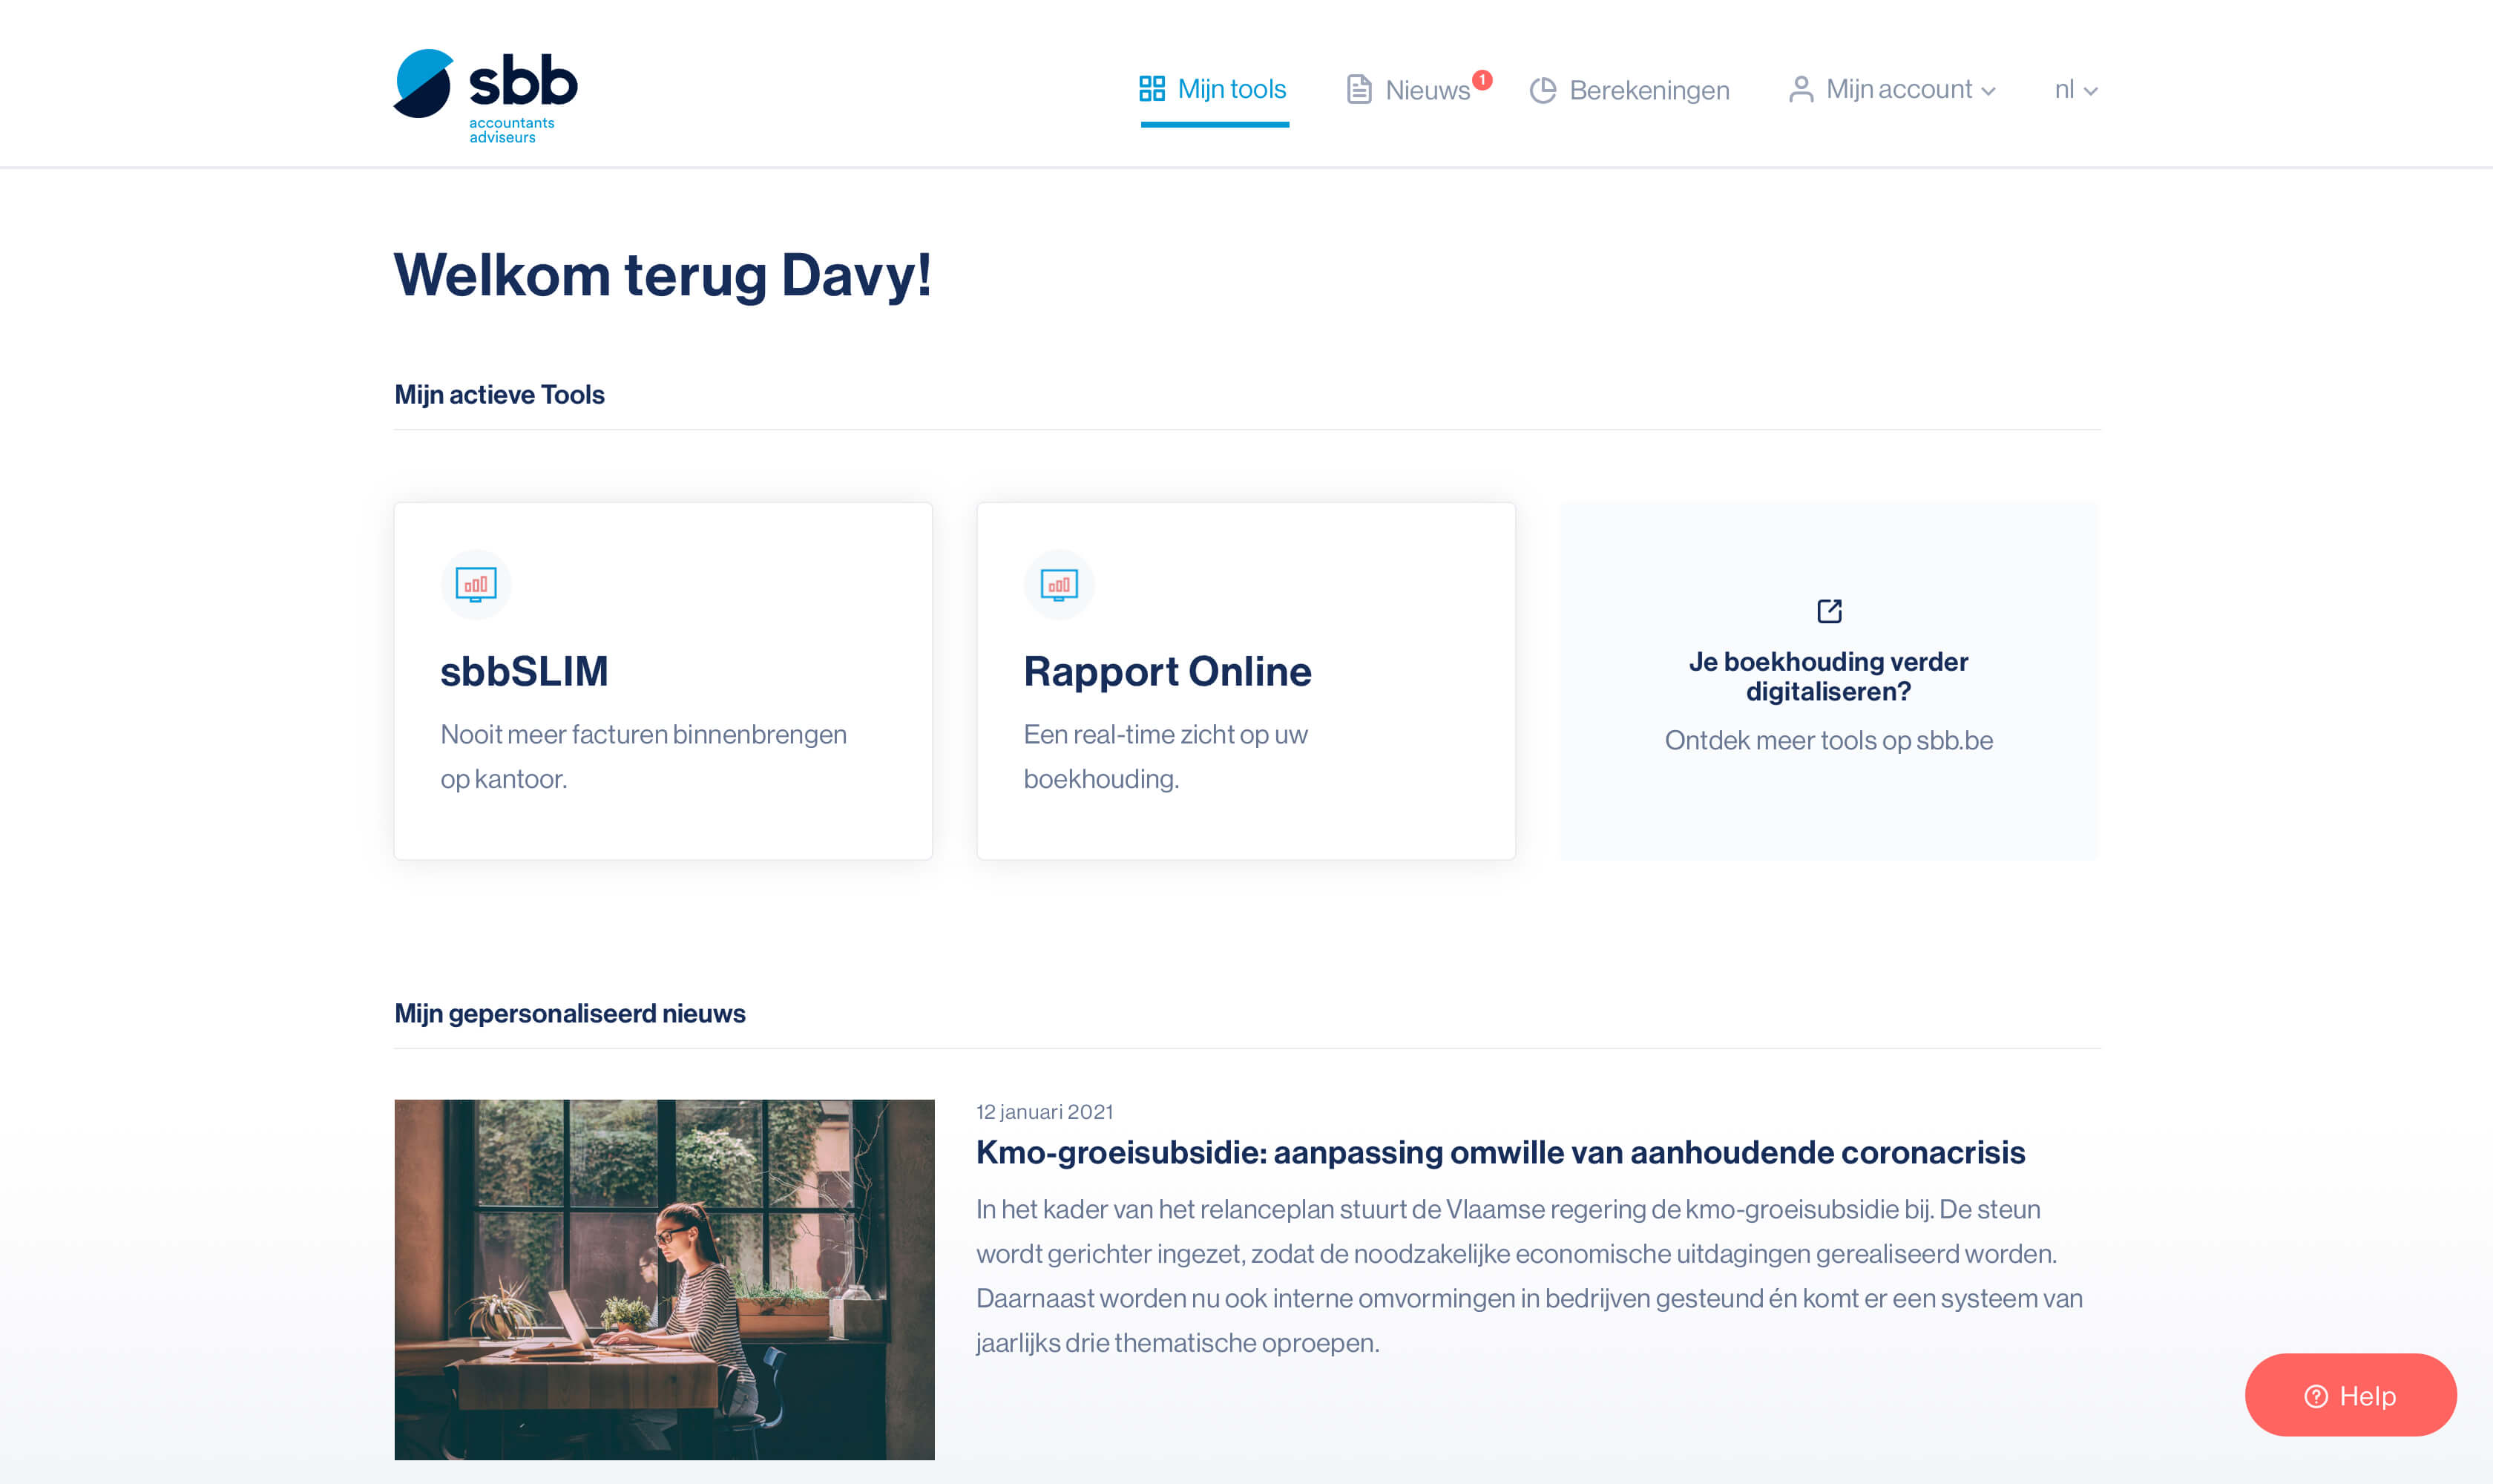 sbb
accountants
adviseurs
Mijn tools
Nieuws 1
Berekeningen
Mijn account
nl
Welkom terug Davy!
Mijn actieve Tools
sbbSLIM
Nooit meer facturen binnenbrengen
op kantoor.
Rapport Online
Een real-time zicht op uw
boekhouding.
Je boekhouding verder
digitaliseren?
Ontdek meer tools op sbb.be
Mijn gepersonaliseerd nieuws
12 januari 2021
Kmo-groeisubsidie: aanpassing omwille van aanhoudende coronacrisis
In het kader van het relanceplan stuurt de Vlaamse regering de kmo-groeisubsidie bij. De steun
wordt gerichter ingezet, zodat de noodzakelijke economische uitdagingen gerealiseerd worden.
Daarnaast worden nu ook interne omvormingen in bedrijven gesteund én komt er een systeem van
jaarlijks drie thematische oproepen.
Help